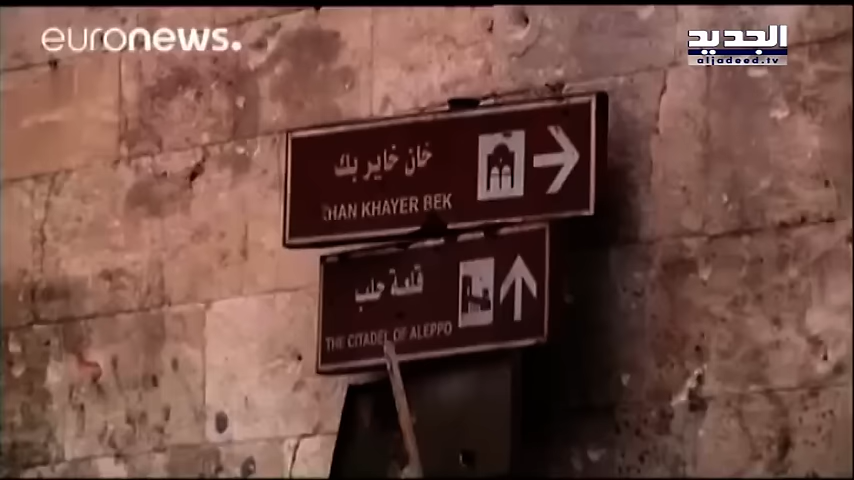 euronews.
الجديد
aljadeed.tv
خان خاير بك
KHAN KHAYER BEK
قلعة حلب
THE CITADEL OF ALEPPO